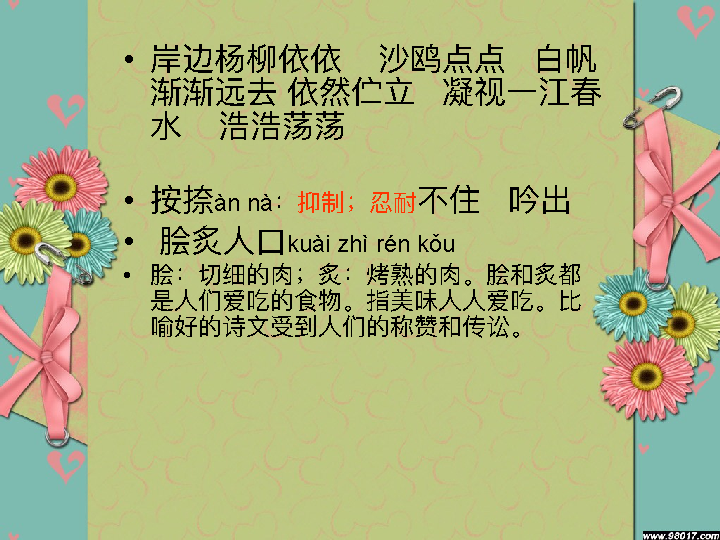 • 岸边杨柳依依 沙鸥点点 白帆
渐渐远去 依然伫立 凝视一江春
水 浩浩荡荡
• 按捺àn nà：抑制；忍耐不住 吟出
• 脍炙人口kuài zhì rén kǒu
• 脍：切细的肉；炙：烤熟的肉。脍和炙都
是人们爱吃的食物。指美味人人爱吃。比
喻好的诗文受到人们的称赞和传讼。
www.98017.com